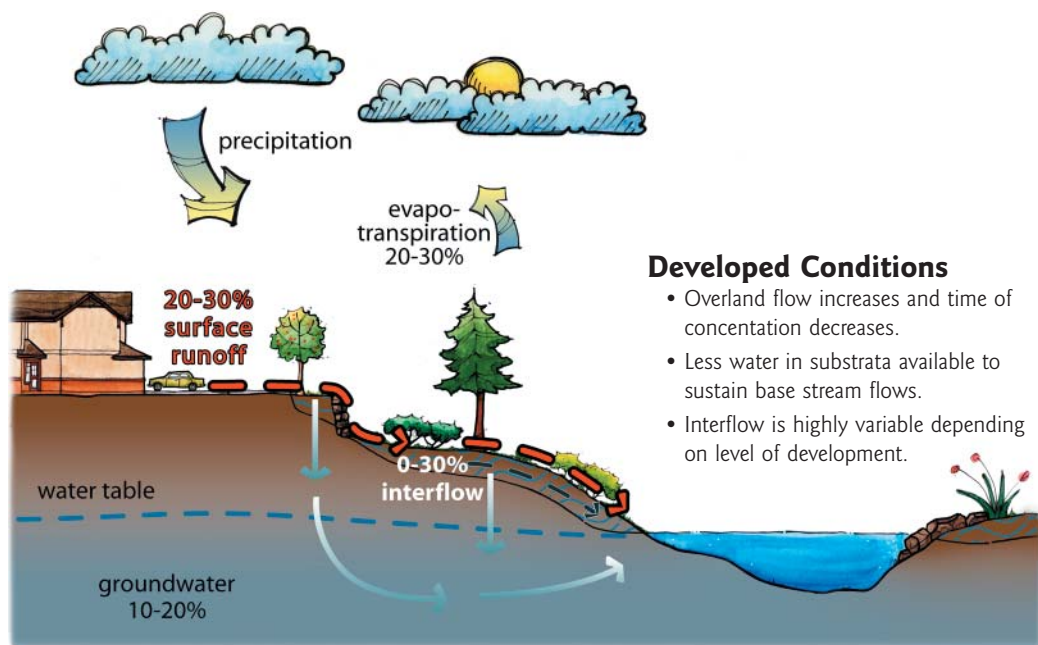 precipitation
evapo-
transpiration
20-30%
Developed Conditions
• Overland flow increases and time of
concentation decreases.
• Less water in substrata available to
sustain base stream flows.
• Interflow is highly variable depending
on level of development.
20-30%
surface
runoff
0-30%
interflow
water table
groundwater
10-20%